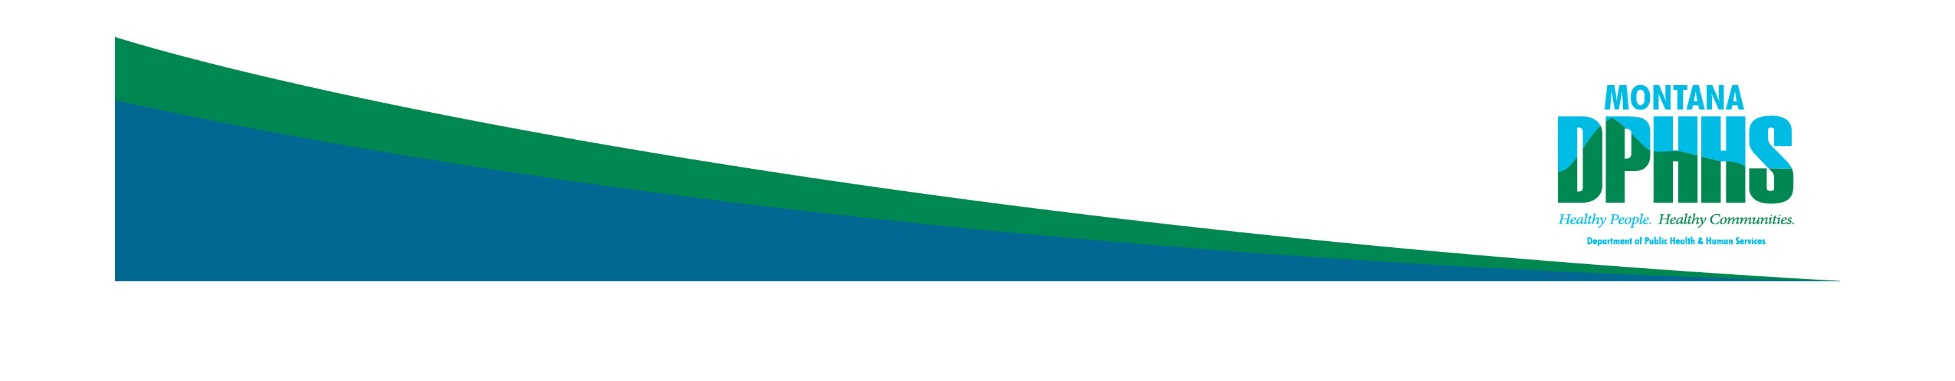 MONTANA
DPHHS
Healthy People. Healthy Communities.
Department of Public Health & Human Services